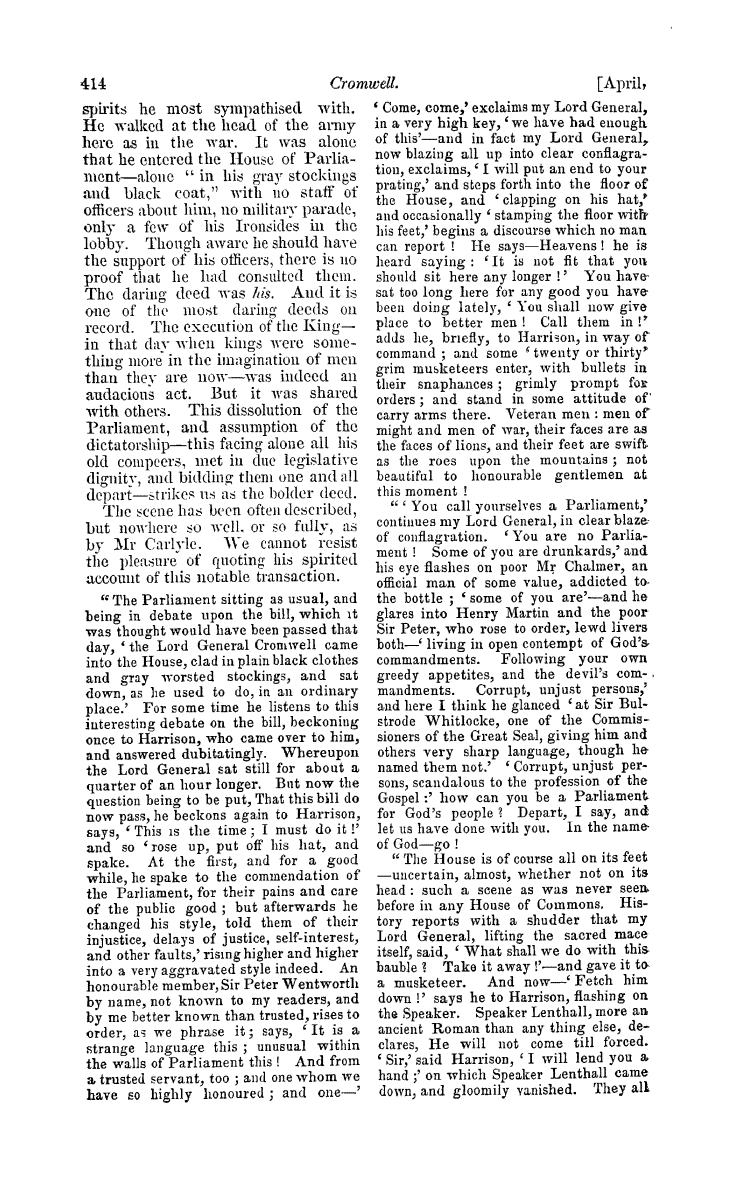 414 Cromwell. [April,
spirits he most sympathised with.
He walked at the head of the army
here as in the war. It was alone
that he entered the House of Parlia-
ment—alone "in his gray stockings
and black coat," with no staff of
officers about him, no military parade,
only a few of his Ironsides in the
lobby. Though aware he should have
the support of his officers, there is no
proof that he had consulted them.
The daring deed was his. And it is
one of the most daring deeds on
record. The execution of the King—
in that day when kings were some-
thing more in the imagination of men
than they are now—was indeed an
audacious act. But it was shared
with others. This dissolution of the
Parliament, and assumption of the
dictatorship—this facing alone all his
old compeers, met in due legislative
dignity, and bidding them one and all
depart—strikes us as the bolder deed.
The scene has been often described,
but nowhere so well. or so fully, as
by Mr Carlyle. We cannot resist
the pleasure of quoting his spirited
account of this notable transaction.
"The Parliament sitting as usual, and
being in debate upon the bill, which it
was thought would have been passed that
day, 'the Lord General Cromwell came
into the House, clad in plain black clothes
and gray worsted stockings, and sat
down, as he used to do, in an ordinary
place.' For some time he listens to this
interesting debate on the bill, beckoning
once to Harrison, who came over to him,
and answered dubitatingly. Whereupon
the Lord General sat still for about a
quarter of an hour longer. But now the
question being to be put, That this bill do
now pass, he beckons again to Harrison,
says, 'This is the time; I must do it!'
and so 'rose up, put off his hat, and
spake. At the first, and for a good
while, he spake to the commendation of
the Parliament, for their pains and care
of the public good; but afterwards he
changed his style, told them of their
injustice, delays of justice, self-interest,
and other faults,' rising higher and higher
into a very aggravated style indeed. An
honourable member, Sir Peter Wentworth
by name, not known to my readers, and
by me better known than trusted, rises to
order, as we phrase it; says, 'It is a
strange language this; unusual within
the walls of Parliament this! And from
a trusted servant, too; and one whom we
have so highly honoured; and one—'
'Come, come,' exclaims my Lord General,
in a very high key, 'we have had enough
of this'—and in fact my Lord General,
now blazing all up into clear conflagra-
tion, exclaims, 'I will put an end to your
prating,' and steps forth into the floor of
the House, and 'clapping on his hat,'
and occasionally 'stamping the floor with
his feet,' begins a discourse which no man
can report! He says—Heavens! he is
heard saying: 'It is not fit that you
should sit here any longer!' You have
sat too long here for any good you have
been doing lately, 'You shall now give
place to better men! Call them in!'
adds he, briefly, to Harrison, in way of
command; and some 'twenty or thirty'
grim musketeers enter, with bullets in
their snaphances; grimly prompt for
orders; and stand in some attitude of
carry arms there. Veteran men: men of
might and men of war, their faces are as
the faces of lions, and their feet are swift
as the roes upon the mountains; not
beautiful to honourable gentlemen at
this moment!
"'You call yourselves a Parliament,'
continues my Lord General, in clear blaze
of conflagration. 'You are no Parlia-
ment! Some of you are drunkards,' and
his eye flashes on poor Mr Chalmer, an
official man of some value, addicted to
the bottle; 'some of you are'—and he
glares into Henry Martin and the poor
Sir Peter, who rose to order, lewd livers
both—'living in open contempt of God's
commandments. Following your own
greedy appetites, and the devil's com-
mandments. Corrupt, unjust persons,'
and here I think he glanced 'at Sir Bul-
strode Whitlocke, one of the Commis-
sioners of the Great Seal, giving him and
others very sharp language, though he
named them not.' 'Corrupt, unjust per-
sons, scandalous to the profession of the
Gospel:' how can you be a Parliament
for God's people? Depart, I say, and
let us have done with you. In the name
of God—go!
"The House is of course all on its feet
—uncertain, almost, whether not on its
head: such a scene as was never seen
before in any House of Commons. His-
tory reports with a shudder that my
Lord General, lifting the sacred mace
itself, said, 'What shall we do with this
bauble? Take it away!'—and gave it to
a musketeer. And now—'Fetch him
down!' says he to Harrison, flashing on
the Speaker. Speaker Lenthall, more an
ancient Roman than any thing else, de-
clares, He will not come till forced.
'Sir,' said Harrison, 'I will lend you a
hand;' on which Speaker Lenthall came
down, and gloomily vanished. They all